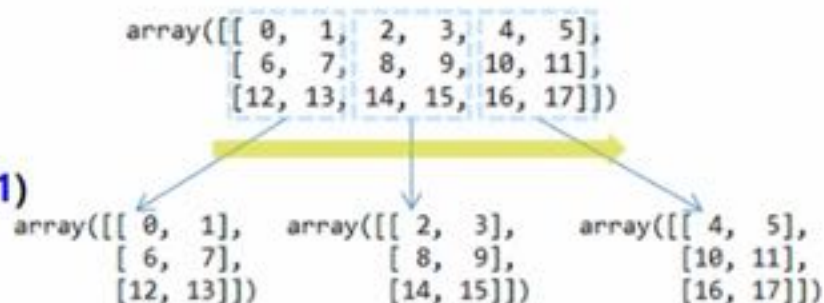 array([[ 0, 1, 2, 3, 4, 5],
[ 6, 7, 8, 9, 10, 11],
[12, 13, 14, 15, 16, 17]])
1)
array([[ 0, 1],
[ 6, 7],
[12, 13]])
array([[ 2, 3],
[ 8, 9],
[14, 15]])
array([[ 4, 5],
[10, 11],
[16, 17]])